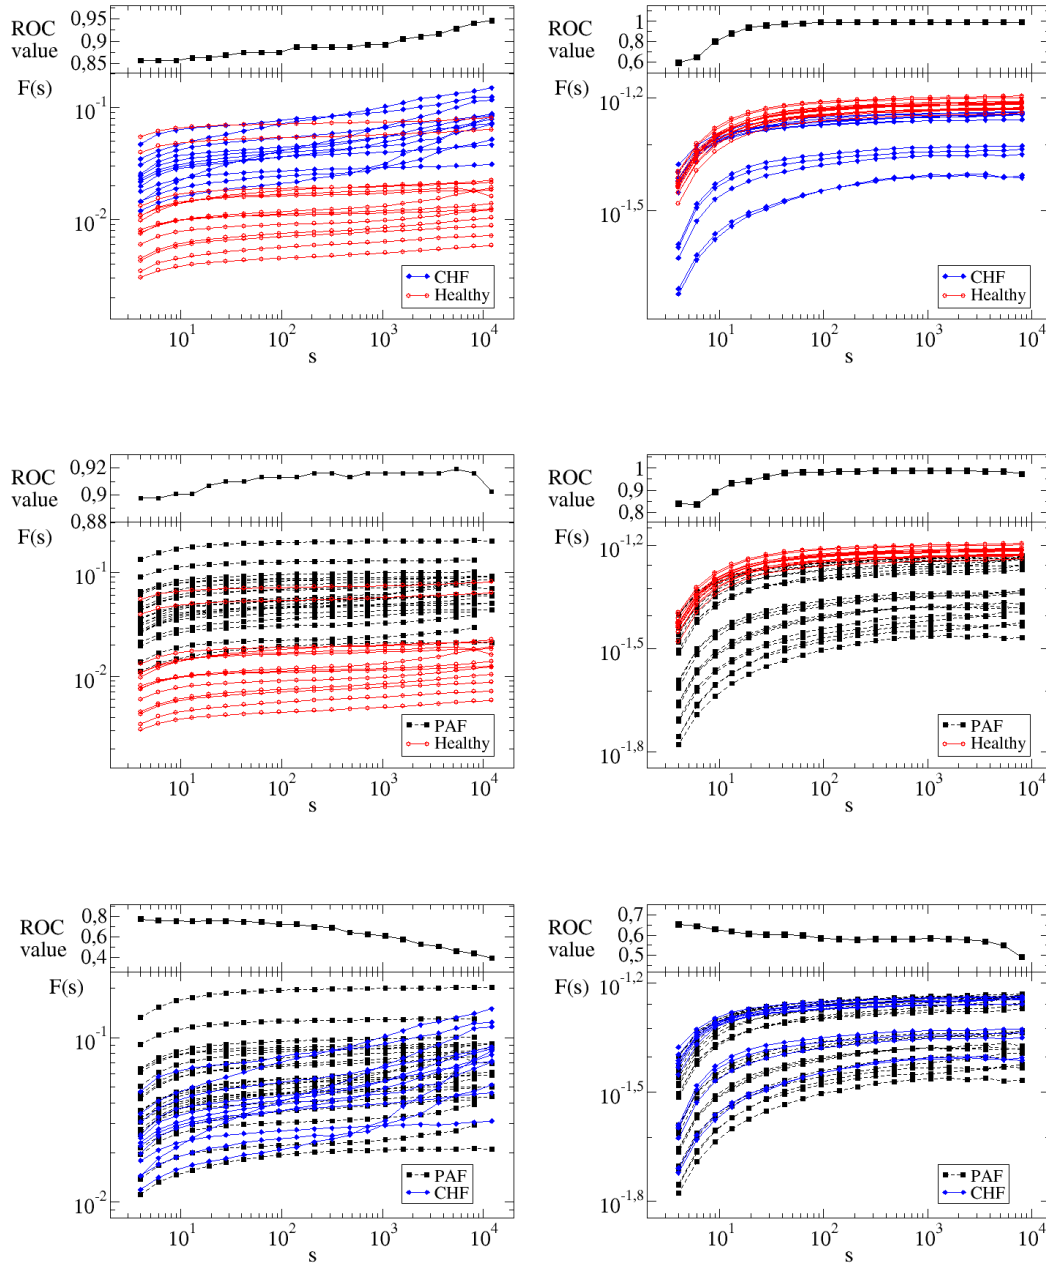 0,95
ROC 0,9
value 0,85
F(s)
10^-1
10^-2
CHF
Healthy
10^1 10^2 10^3 10^4
s
1
ROC 0,8
value 0,6
F(s) 10^-1,2
10^-1,5
CHF
Healthy
10^1 10^2 10^3 10^4
s
ROC 0,92
value 0,9
0,88
F(s)
10^-1
10^-2
PAF
Healthy
10^1 10^2 10^3 10^4
s
1
ROC 0,9
value 0,8
F(s) 10^-1,2
10^-1,5
10^-1,8
PAF
Healthy
10^1 10^2 10^3 10^4
s
0,8
ROC 0,6
value 0,4
F(s)
10^-1
10^-2
PAF
CHF
10^1 10^2 10^3 10^4
s
0,7
ROC 0,6
value 0,5
F(s) 10^-1,2
10^-1,5
10^-1,8
PAF
CHF
10^1 10^2 10^3 10^4
s